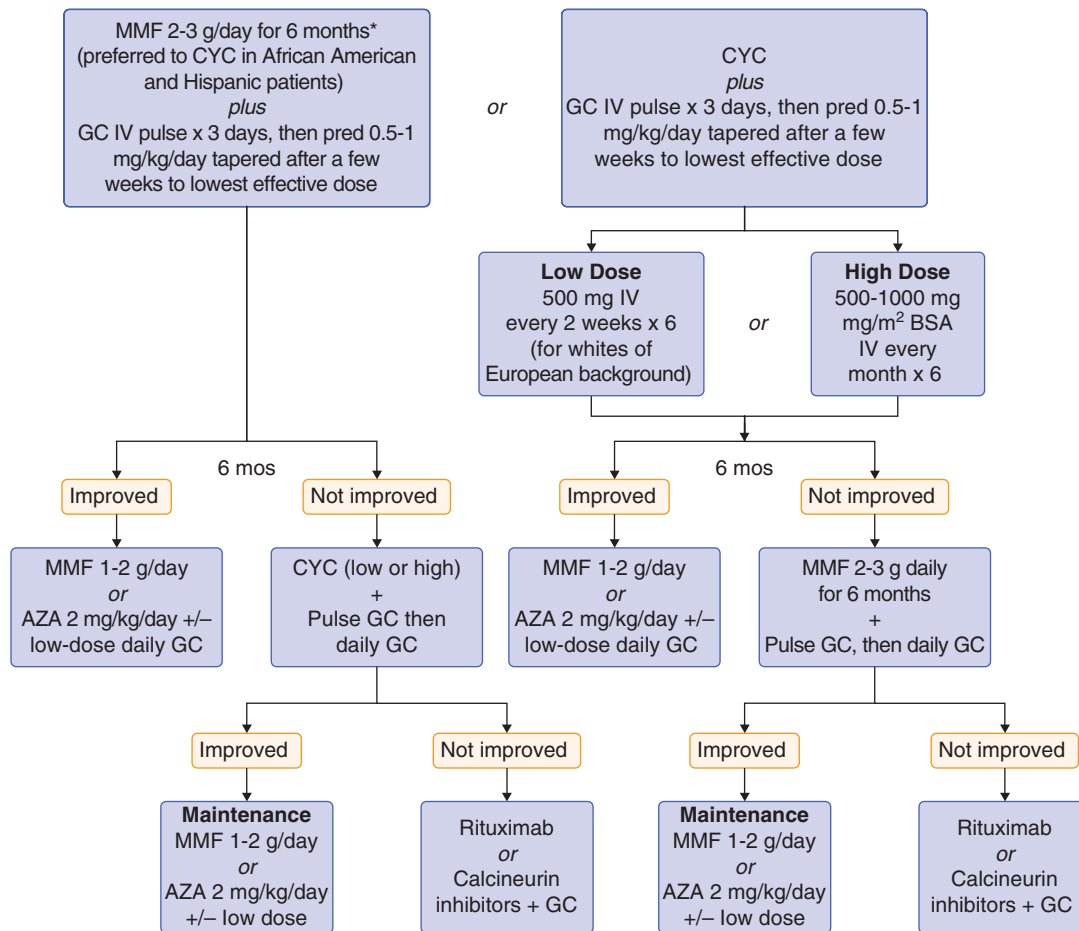 MMF 2-3 g/day for 6 months*
(preferred to CYC in African American
and Hispanic patients)
plus
GC IV pulse x 3 days, then pred 0.5-1
mg/kg/day tapered after a few
weeks to lowest effective dose
or
CYC
plus
GC IV pulse x 3 days, then pred 0.5-1
mg/kg/day tapered after a few
weeks to lowest effective dose
Low Dose
500 mg IV
every 2 weeks x 6
(for whites of
European background)
or
High Dose
500-1000 mg
mg/m² BSA
IV every
month x 6
6 mos
6 mos
Improved
Not improved
Improved
Not improved
MMF 1-2 g/day
or
AZA 2 mg/kg/day +/–
low-dose daily GC
CYC (low or high)
+
Pulse GC then
daily GC
MMF 1-2 g/day
or
AZA 2 mg/kg/day +/–
low-dose daily GC
MMF 2-3 g daily
for 6 months
+
Pulse GC, then daily GC
Improved
Not improved
Improved
Not improved
Maintenance
MMF 1-2 g/day
or
AZA 2 mg/kg/day
+/– low dose
Rituximab
or
Calcineurin
inhibitors + GC
Maintenance
MMF 1-2 g/day
or
AZA 2 mg/kg/day
+/– low dose
Rituximab
or
Calcineurin
inhibitors + GC